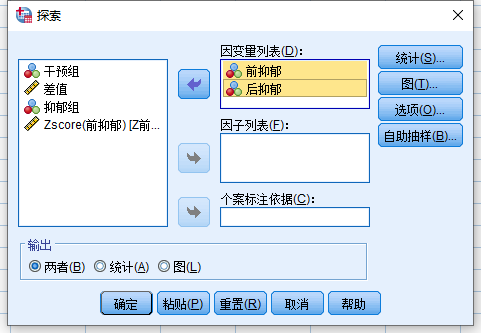 探索
干预组
差值
抑郁组
Zscore(前抑郁) [Z前...
因变量列表(D):
前抑郁
后抑郁
因子列表(F):
个案标注依据(C):
统计(S)...
图(T)...
选项(O)...
自助抽样(B)...
输出
两者(B) 统计(A) 图(L)
确定 粘贴(P) 重置(R) 取消 帮助